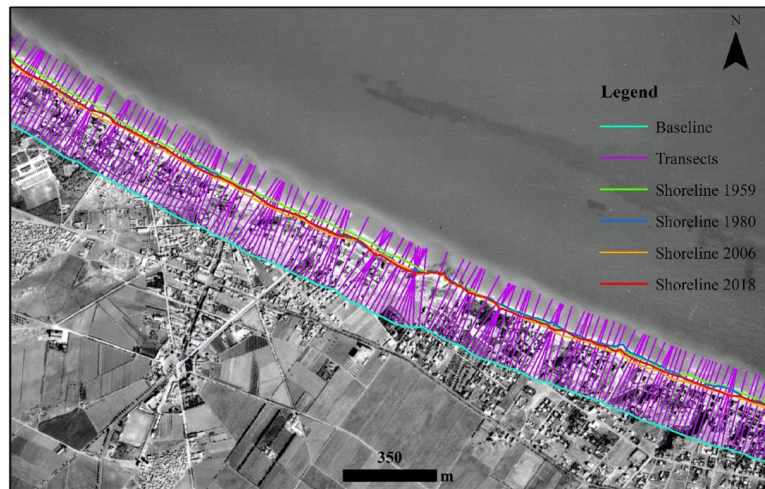 N
Legend
Baseline
Transects
Shoreline 1959
Shoreline 1980
Shoreline 2006
Shoreline 2018
350
m